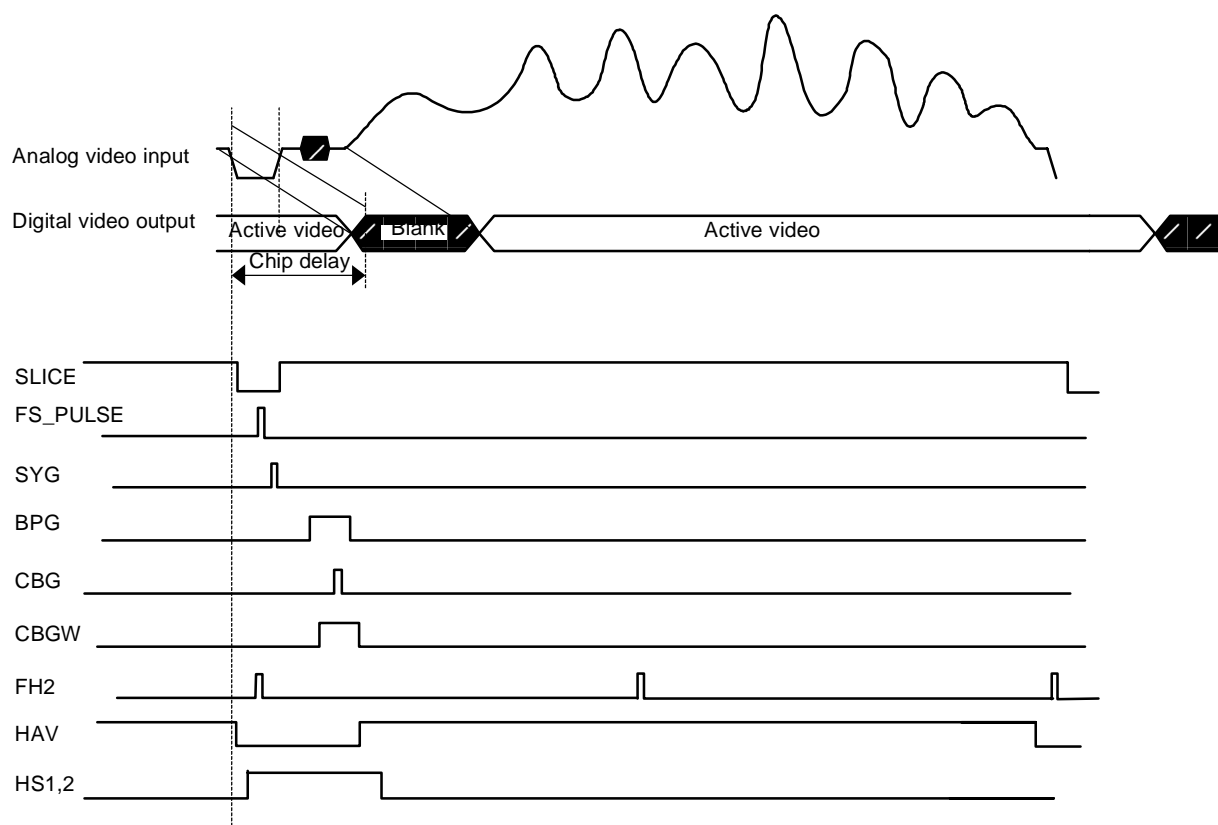 Analog video input
Digital video output
Active video
Blank
Active video
Chip delay
SLICE
FS_PULSE
SYG
BPG
CBG
CBGW
FH2
HAV
HS1,2